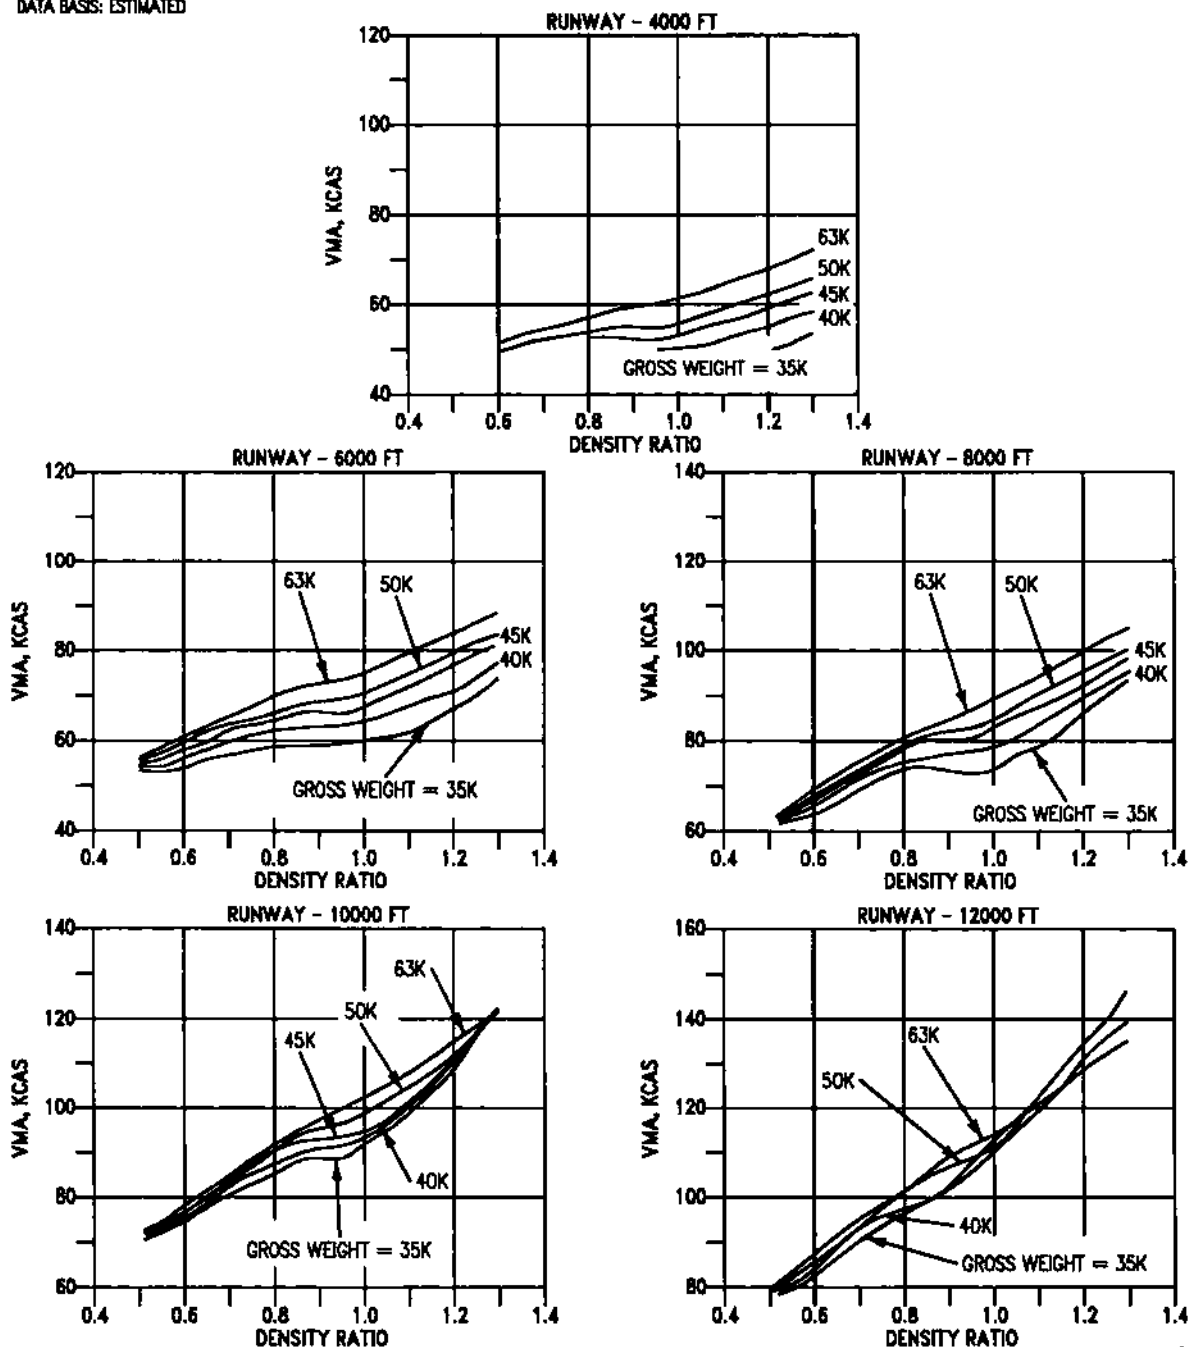 DATA BASIS: ESTIMATED
RUNWAY - 4000 FT
120
100
80
60
40
VMA, KCAS
63K
50K
45K
40K
GROSS WEIGHT = 35K
0.4 0.6 0.8 1.0 1.2 1.4
DENSITY RATIO
RUNWAY - 6000 FT
120
100
80
60
40
VMA, KCAS
63K
50K
45K
40K
GROSS WEIGHT = 35K
0.4 0.6 0.8 1.0 1.2 1.4
DENSITY RATIO
RUNWAY - 8000 FT
140
120
100
80
60
VMA, KCAS
63K
50K
45K
40K
GROSS WEIGHT = 35K
0.4 0.6 0.8 1.0 1.2 1.4
DENSITY RATIO
RUNWAY - 10000 FT
140
120
100
80
60
VMA, KCAS
63K
50K
45K
40K
GROSS WEIGHT = 35K
0.4 0.6 0.8 1.0 1.2 1.4
DENSITY RATIO
RUNWAY - 12000 FT
160
140
120
100
80
VMA, KCAS
63K
50K
40K
GROSS WEIGHT = 35K
0.4 0.6 0.8 1.0 1.2 1.4
DENSITY RATIO